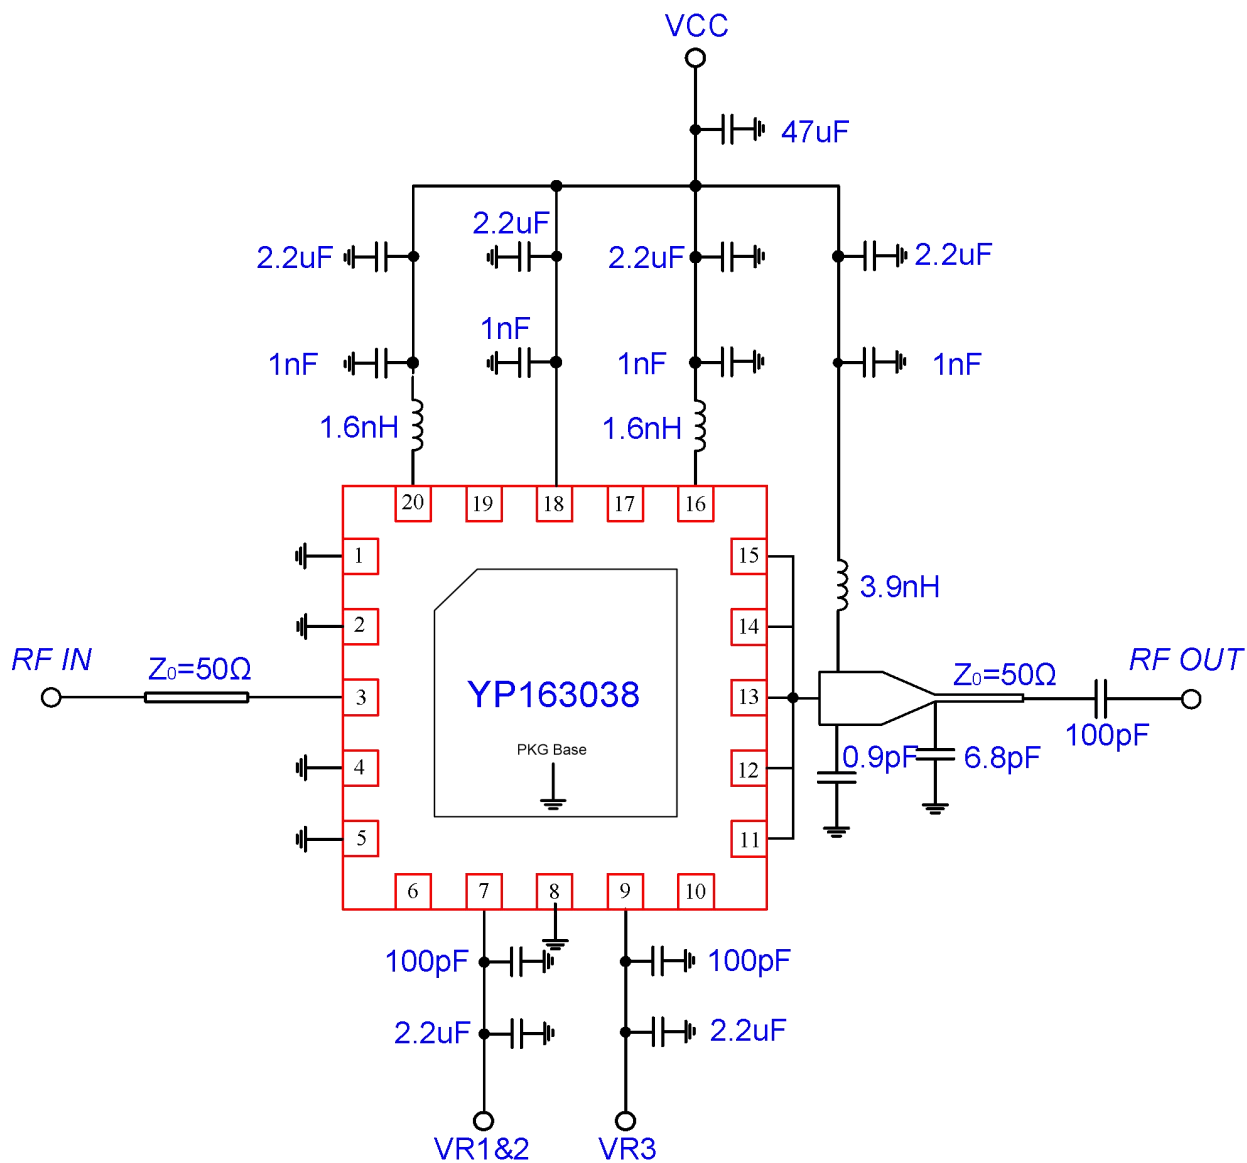 VCC
47uF
2.2uF
2.2uF 2.2uF 2.2uF
1nF
1nF 1nF 1nF
1.6nH 1.6nH
20 19 18 17 16
1 15
3.9nH
2 14
RF IN Z₀=50Ω Z₀=50Ω RF OUT
3 YP163038 13
100pF
PKG Base
0.9pF 6.8pF
4 12
5 11
6 7 8 9 10
100pF 100pF
2.2uF 2.2uF
VR1&2 VR3